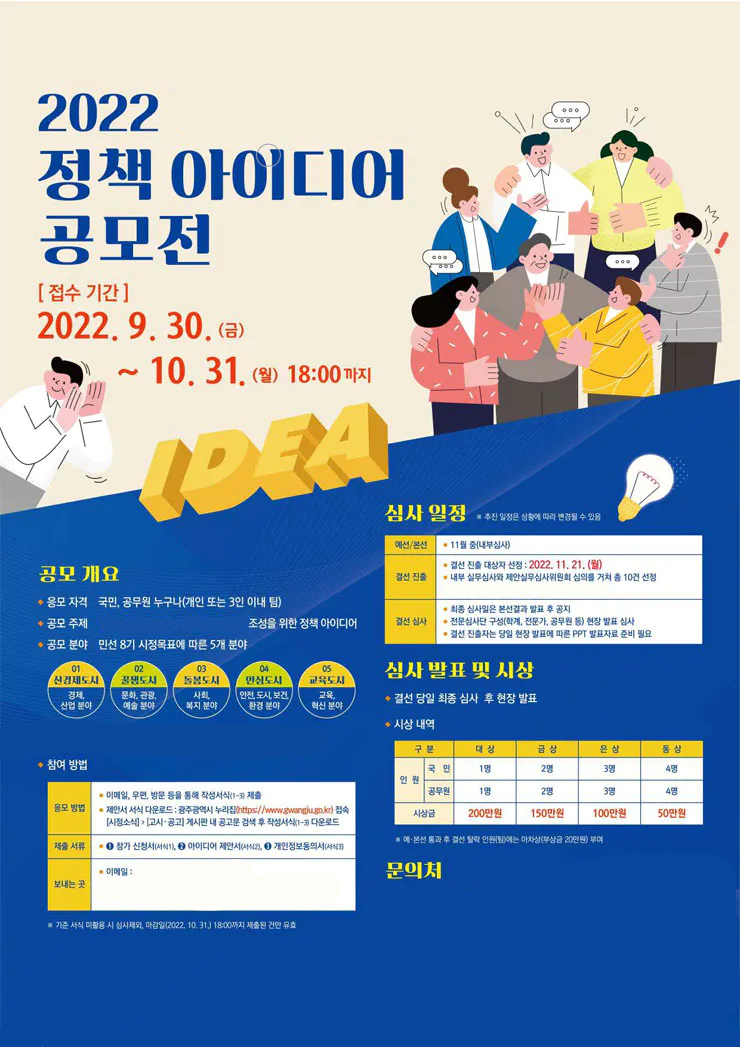 2022
정책 아이디어
공모전
[ 접수 기간 ]
2022. 9. 30. (금)
~ 10. 31. (월) 18:00까지
IDEA
공모 개요
응모 자격 국민, 공무원 누구나(개인 또는 3인 이내 팀)
공모 주제 조성을 위한 정책 아이디어
공모 분야 민선 8기 시정목표에 따른 5개 분야
01 신경제도시 경제, 산업 분야
02 꿀잼도시 문화, 관광, 예술 분야
03 돌봄도시 사회, 복지 분야
04 안심도시 안전, 도시, 보건, 환경 분야
05 교육도시 교육, 혁신 분야
참여 방법
응모 방법
이메일, 우편, 방문 등을 통해 작성서식(1~3) 제출
제안서 서식 다운로드 : 광주광역시 누리집(https://www.gwangju.go.kr) 접속
[시정소식] > [고시·공고] 게시판 내 공고문 검색 후 작성서식(1~3) 다운로드
제출 서류 ❶ 참가 신청서(서식1), ❷ 아이디어 제안서(서식2), ❸ 개인정보동의서(서식3)
보내는 곳 이메일 :
※ 기준 서식 미활용 시 심사제외, 마감일(2022. 10. 31.) 18:00까지 제출된 건만 유효
심사 일정 ※ 추진 일정은 상황에 따라 변경될 수 있음
예선/본선 11월 중(내부심사)
결선 진출
결선 진출 대상자 선정 : 2022. 11. 21. (월)
내부 실무심사와 제안실무심사위원회 심의를 거쳐 총 10건 선정
결선 심사
최종 심사일은 본선결과 발표 후 공지
전문심사단 구성(학계, 전문가, 공무원 등) 현장 발표 심사
결선 진출자는 당일 현장 발표에 따른 PPT 발표자료 준비 필요
심사 발표 및 시상
결선 당일 최종 심사 후 현장 발표
시상 내역
구 분 대 상 금 상 은 상 동 상
인 원 국 민 1명 2명 3명 4명
공무원 1명 2명 3명 4명
시상금 200만원 150만원 100만원 50만원
※ 예·본선 통과 후 결선 탈락 인원(팀)에는 아차상(부상금 20만원) 부여
문의처